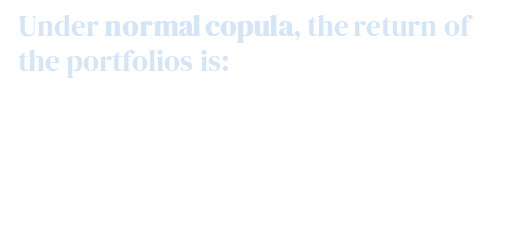 Under normal copula, the return of
the portfolios is: